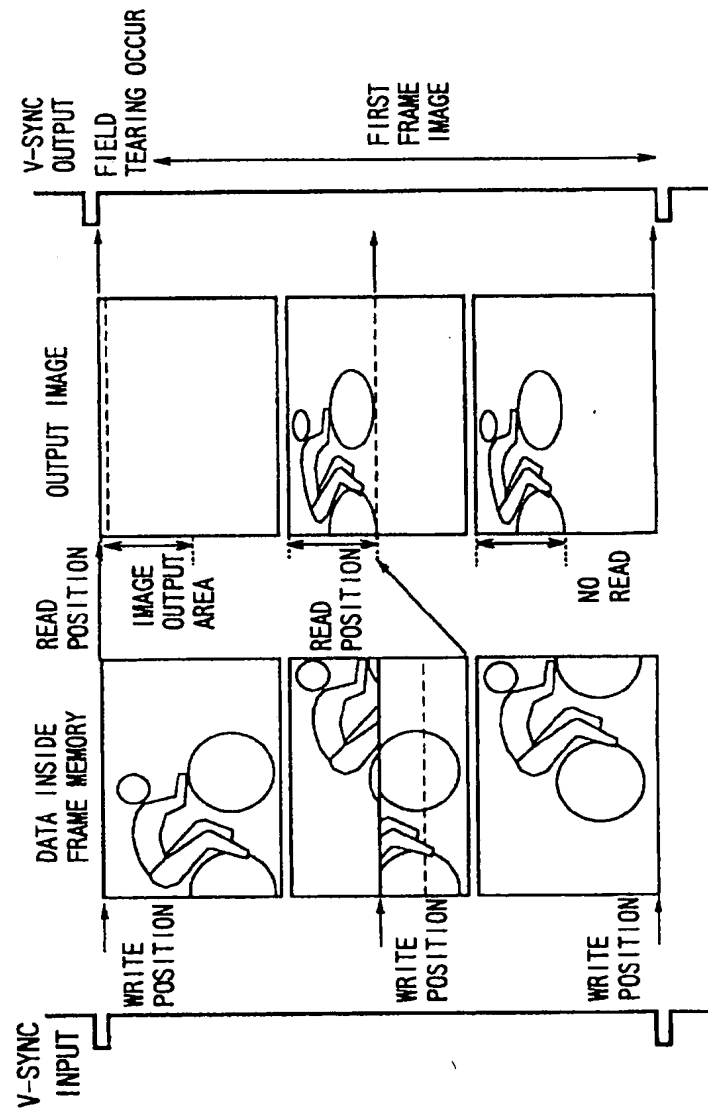 V-SYNC
INPUT
DATA INSIDE
FRAME MEMORY
READ
POSITION
OUTPUT IMAGE
V-SYNC
OUTPUT
FIELD
TEARING OCCUR
WRITE
POSITION
IMAGE
OUTPUT
AREA
WRITE
POSITION
READ
POSITION
FIRST
FRAME
IMAGE
WRITE
POSITION
NO
READ